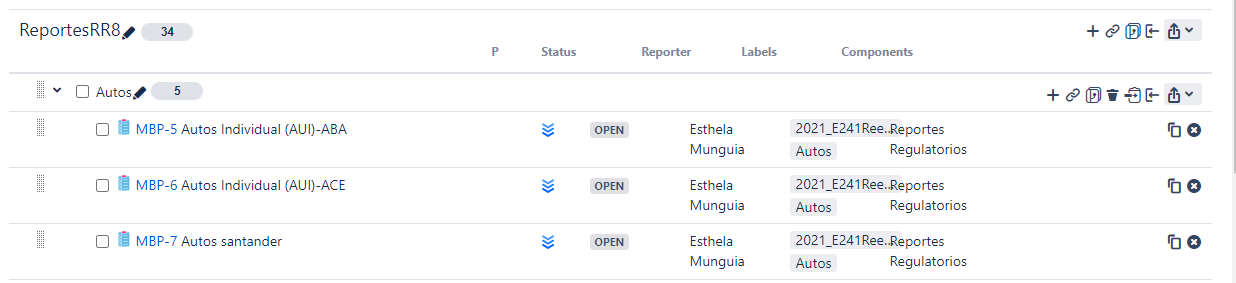 ReportesRR8 34
P Status Reporter Labels Components
Autos 5
MBP-5 Autos Individual (AUI)-ABA OPEN Esthela 2021_E241Ree... Reportes
Munguia Autos Regulatorios
MBP-6 Autos Individual (AUI)-ACE OPEN Esthela 2021_E241Ree... Reportes
Munguia Autos Regulatorios
MBP-7 Autos santander OPEN Esthela 2021_E241Ree... Reportes
Munguia Autos Regulatorios